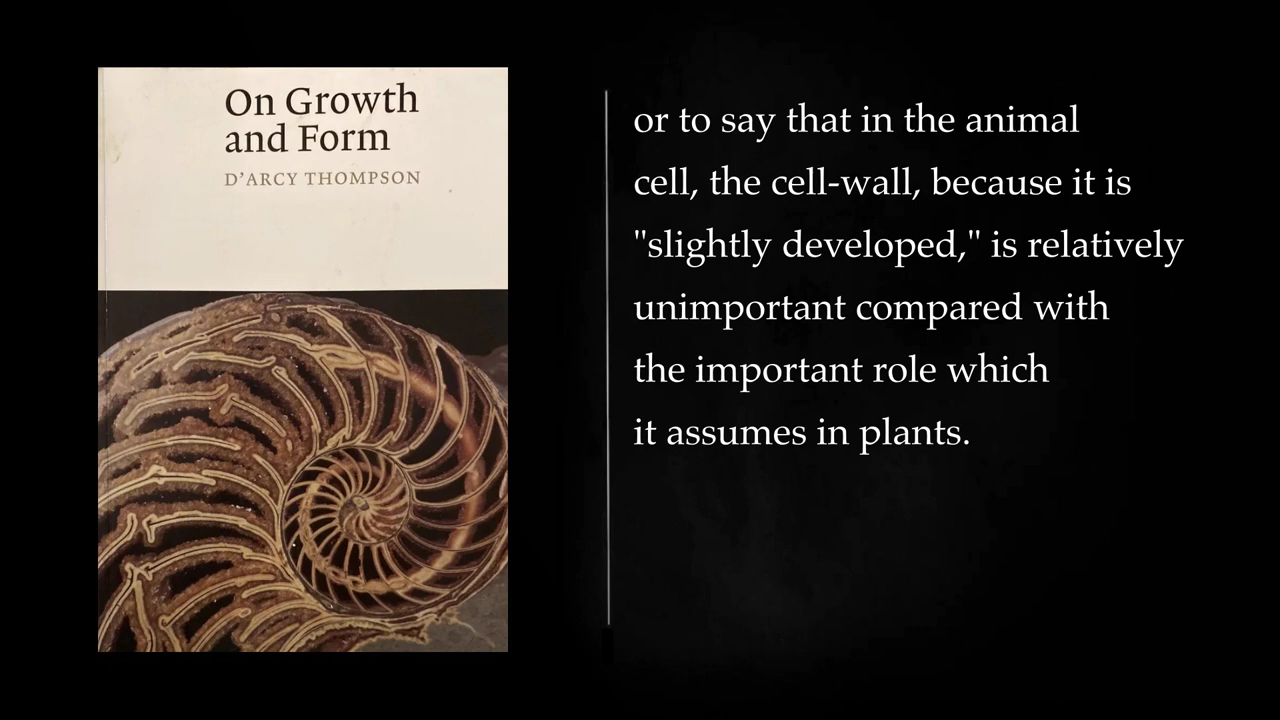 On Growth
and Form
D'ARCY THOMPSON
or to say that in the animal
cell, the cell-wall, because it is
"slightly developed," is relatively
unimportant compared with
the important role which
it assumes in plants.